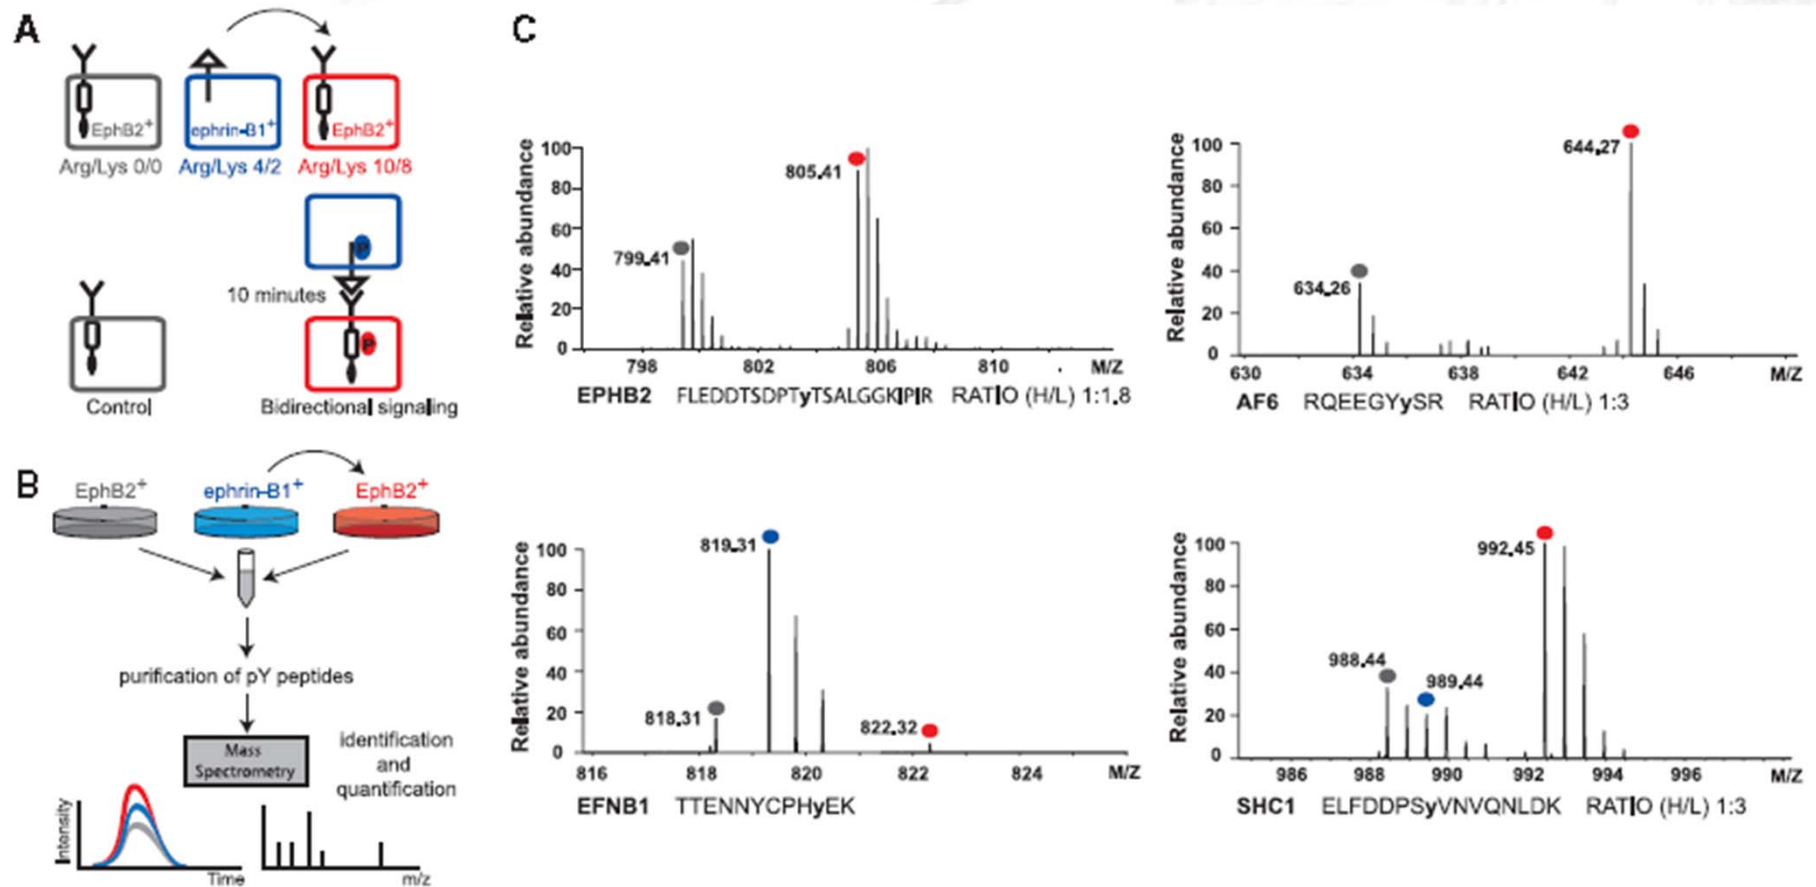 A
EphB2+ ephrin-B1+ EphB2+
Arg/Lys 0/0 Arg/Lys 4/2 Arg/Lys 10/8
P
10 minutes
P
Control Bidirectional signaling
B
EphB2+ ephrin-B1+ EphB2+
purification of pY peptides
Mass
Spectrometry
identification
and
quantification
Intensity
Time
m/z
C
Relative abundance
100
80
60
40
20
0
799.41
805.41
798 802 806 810 M/Z
EPHB2 FLEDDTSDPTyTSALGGKIPIR RATIO (H/L) 1:1.8
Relative abundance
100
80
60
40
20
0
634.26
644.27
630 634 638 642 646 M/Z
AF6 RQEEGYySR RATIO (H/L) 1:3
Relative abundance
100
80
60
40
20
0
818.31
819.31
822.32
816 818 820 822 824 M/Z
EFNB1 TTENNYCPHyEK
Relative abundance
100
80
60
40
20
0
988.44
989.44
992.45
986 988 990 992 994 996 M/Z
SHC1 ELFDDPSyVNVQNLDK RATIO (H/L) 1:3